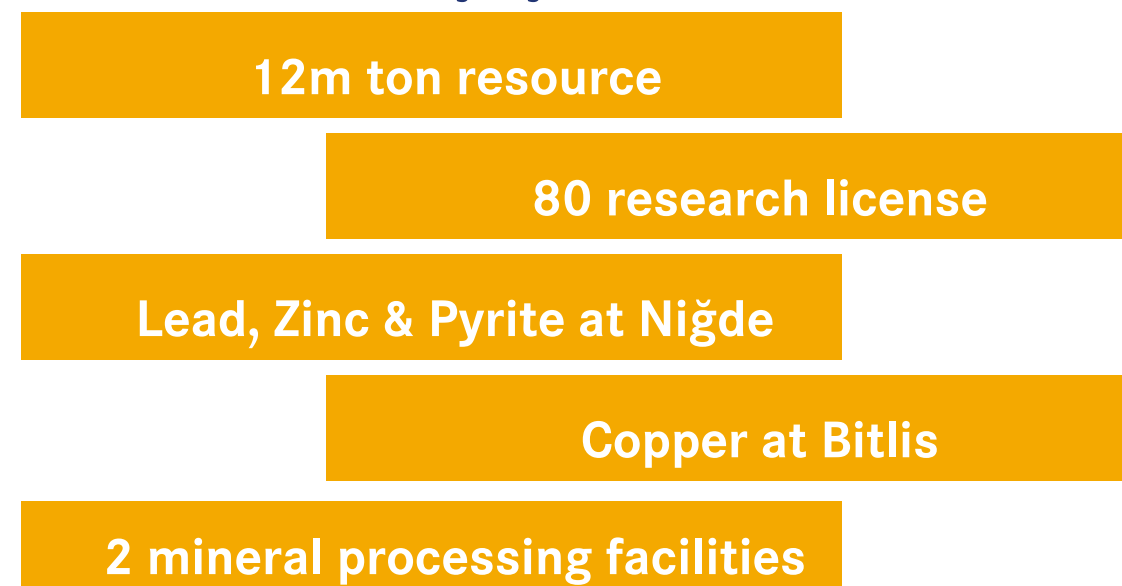 12m ton resource
80 research license
Lead, Zinc & Pyrite at Niğde
Copper at Bitlis
2 mineral processing facilities